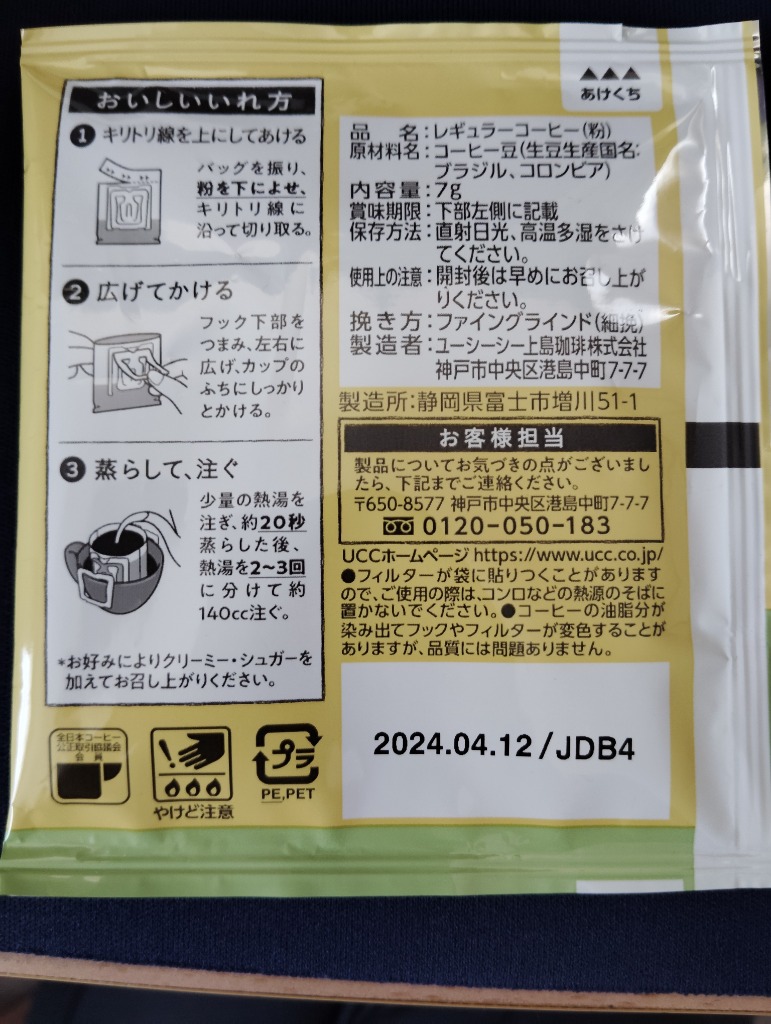 あけくち
おいしいいれ方
1 キリトリ線を上にしてあける
バッグを振り、
粉を下によせ、
キリトリ線に
沿って切り取る。
2 広げてかける
フック下部を
つまみ、左右に
広げ、カップの
ふちにしっかり
とかける。
3 蒸らして、注ぐ
少量の熱湯を
注ぎ、約20秒
蒸らした後、
熱湯を2〜3回
に分けて約
140cc注ぐ。
*お好みによりクリーミー・シュガーを
加えてお召し上がりください。
全日本コーヒー
公正取引協議会
会員
やけど注意
プラ
PE,PET
品名:レギュラーコーヒー(粉)
原材料名:コーヒー豆(生豆生産国名:
ブラジル、コロンビア)
内容量:7g
賞味期限:下部左側に記載
保存方法:直射日光、高温多湿をさけ
てください。
使用上の注意:開封後は早めにお召し上が
りください。
挽き方:ファイングラインド(細挽)
製造者:ユーシーシー上島珈琲株式会社
神戸市中央区港島中町7-7-7
製造所:静岡県富士市増川51-1
お客様担当
製品についてお気づきの点がございまし
たら、下記までご連絡ください。
〒650-8577 神戸市中央区港島中町7-7-7
0120-050-183
UCCホームページ https://www.ucc.co.jp/
●フィルターが袋に貼りつくことがあります
ので、ご使用の際は、コンロなどの熱源のそばに
置かないでください。●コーヒーの油脂分が
染み出てフックやフィルターが変色することが
ありますが、品質には問題ありません。
2024.04.12/JDB4